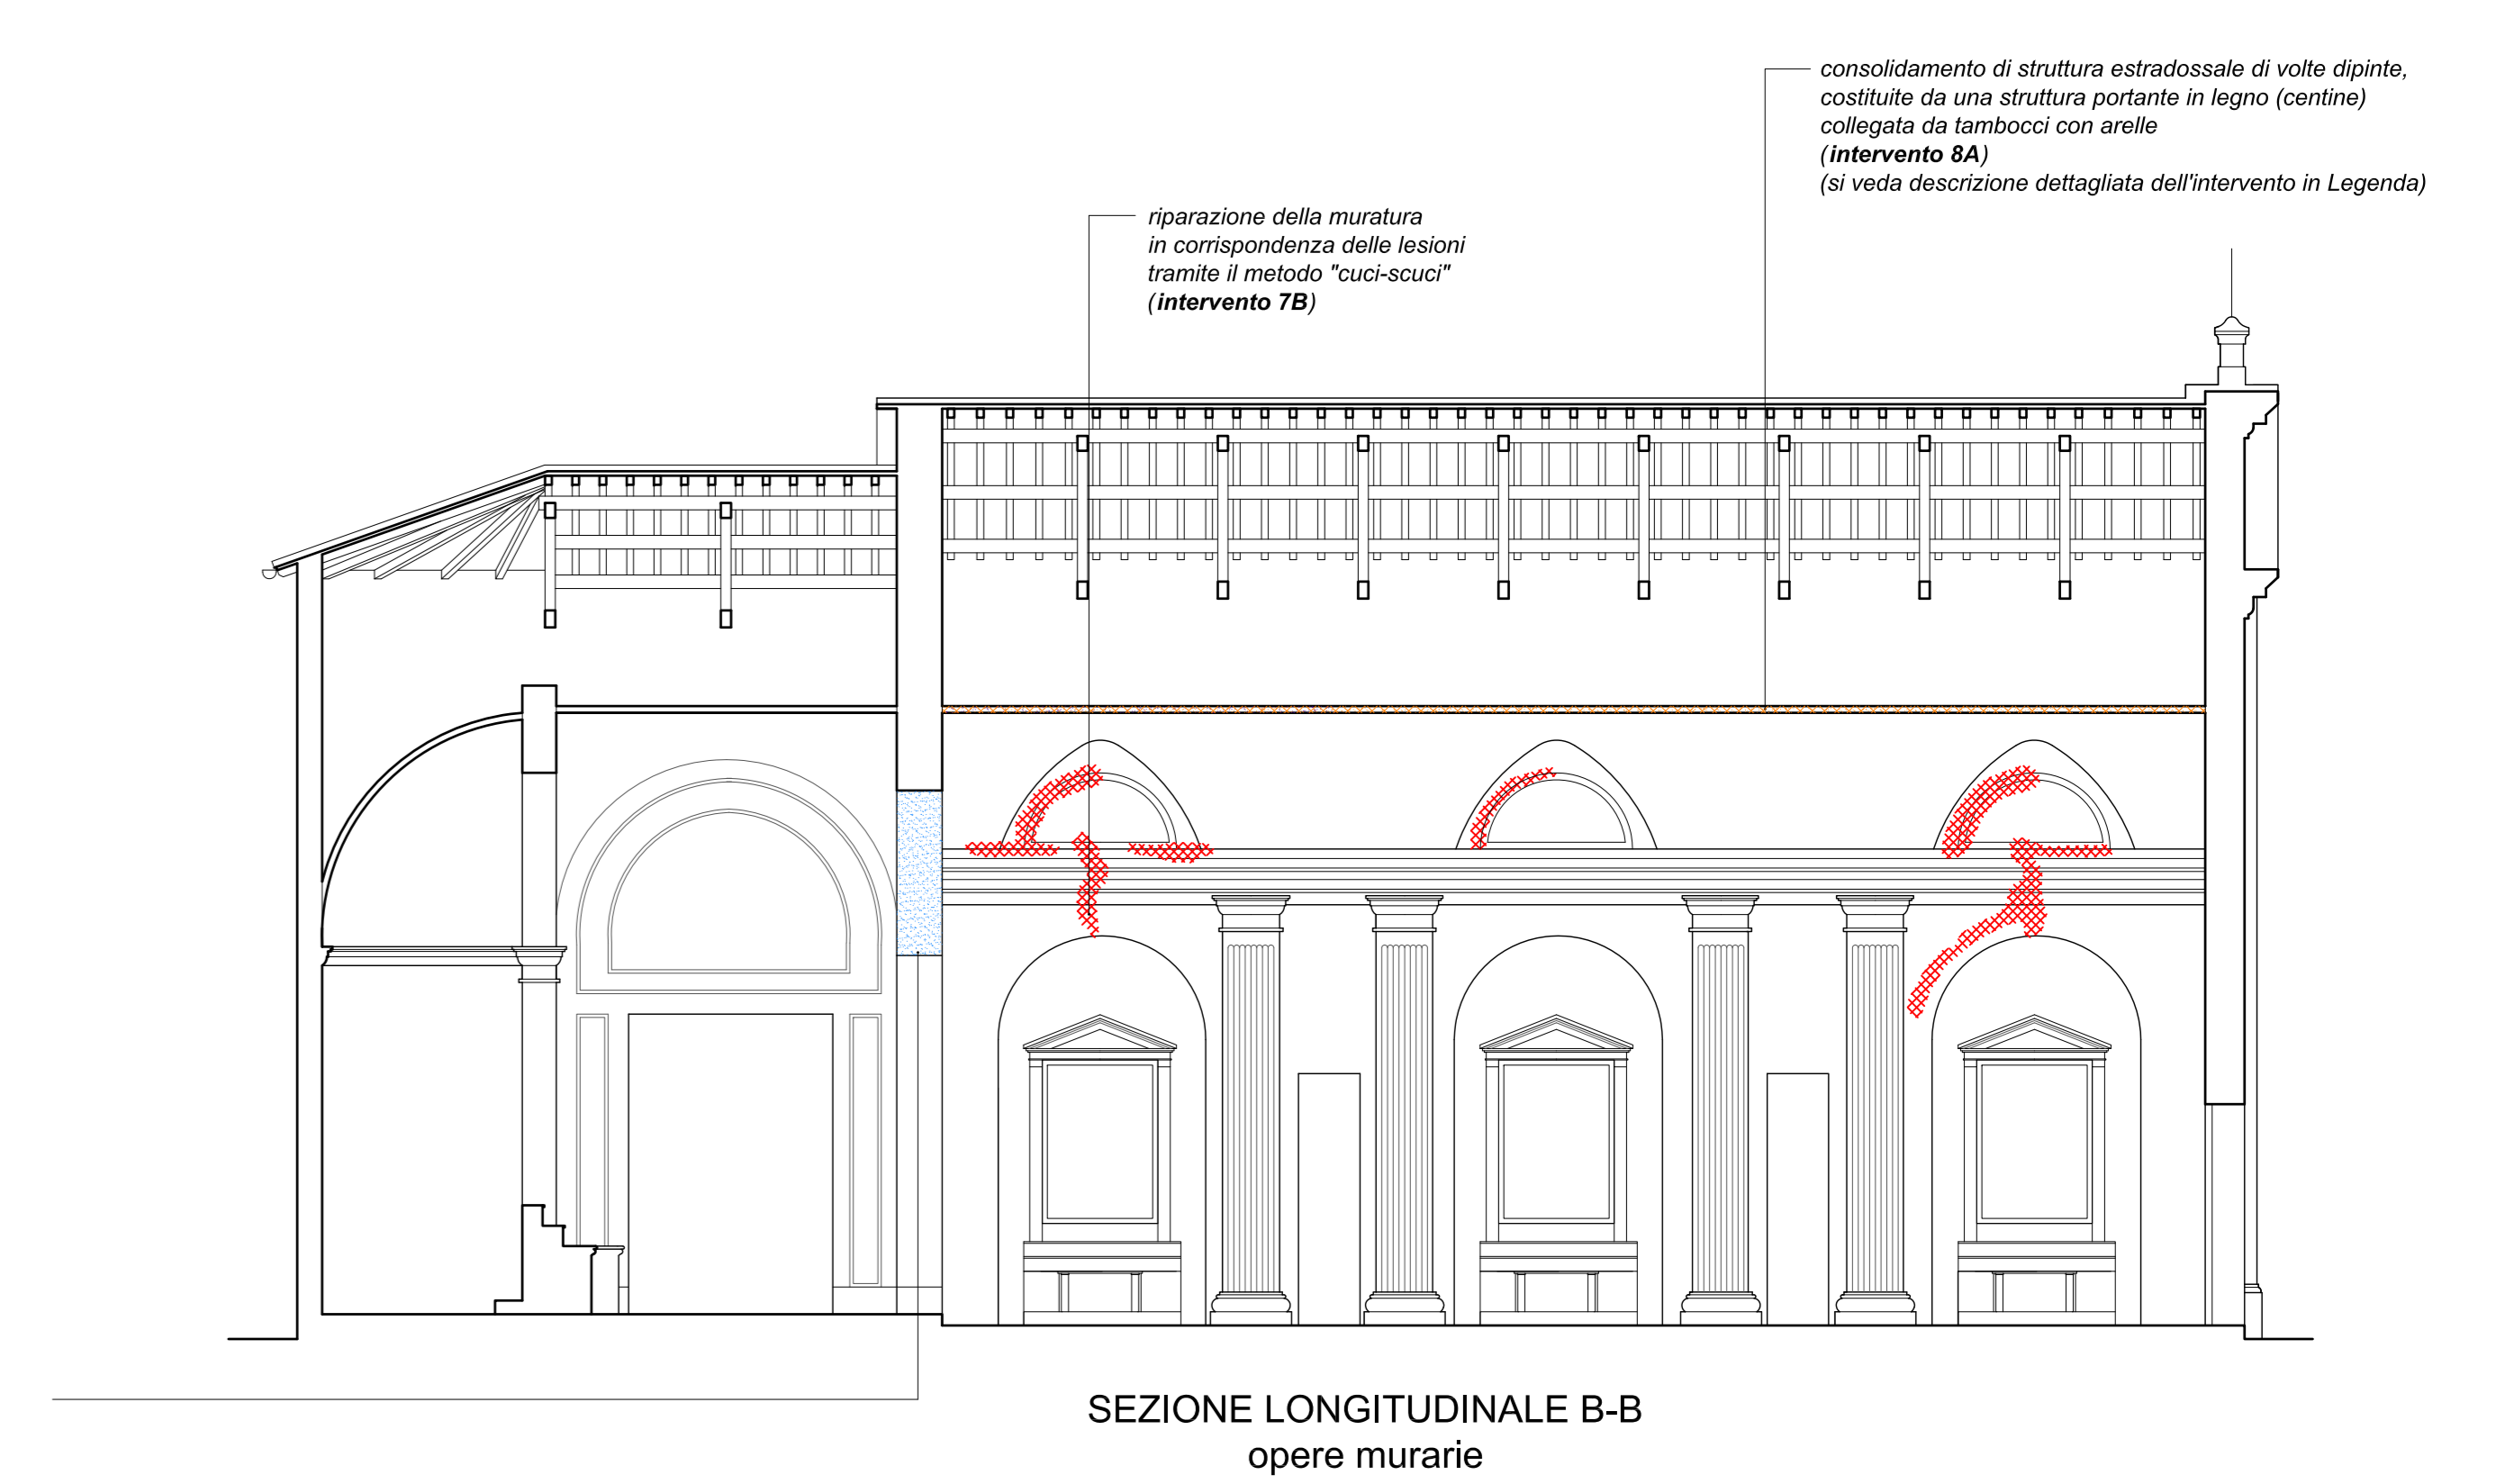 consolidamento di struttura estradossale di volte dipinte,
costituite da una struttura portante in legno (centine)
collegata da tambocci con arelle
(intervento 8A)
(si veda descrizione dettagliata dell'intervento in Legenda)
riparazione della muratura
in corrispondenza delle lesioni
tramite il metodo "cuci-scuci"
(intervento 7B)
SEZIONE LONGITUDINALE B-B
opere murarie